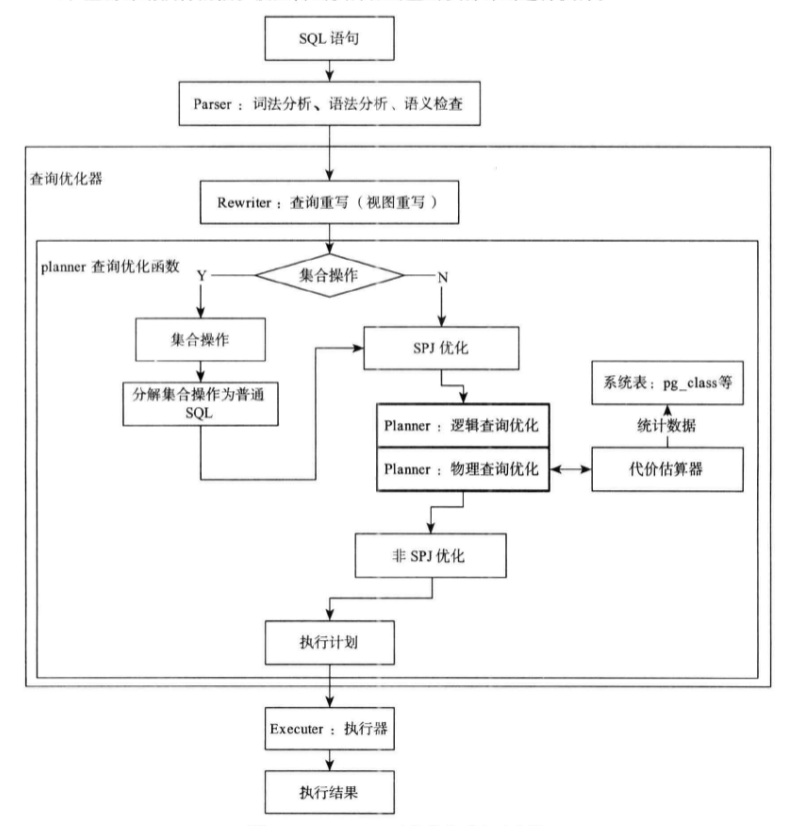 SQL 语句
Parser：词法分析、语法分析、语义检查
查询优化器
Rewriter：查询重写（视图重写）
planner 查询优化函数
Y
集合操作
N
集合操作
SPJ 优化
分解集合操作为普通
SQL
系统表：pg_class等
Planner：逻辑查询优化
统计数据
Planner：物理查询优化
代价估算器
非 SPJ 优化
执行计划
Executer：执行器
执行结果